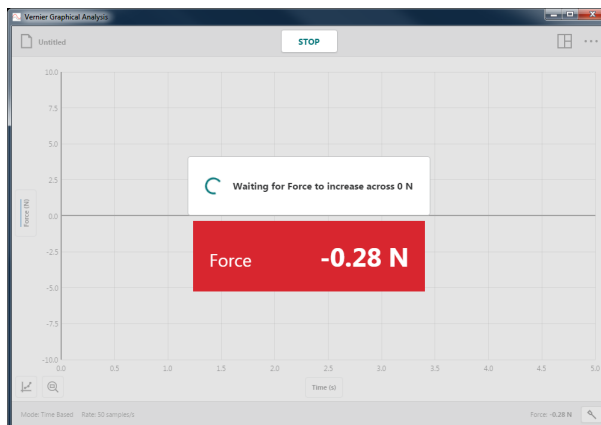 Vernier Graphical Analysis
Untitled
STOP
10.0
7.5
5.0
2.5
0.0
-2.5
-5.0
-7.5
-10.0
Force (N)
Waiting for Force to increase across 0 N
Force -0.28 N
0.0 0.5 1.0 1.5 2.0 2.5 3.0 3.5 4.0 4.5 5.0
Time (s)
Mode: Time Based Rate: 50 samples/s
Force: -0.28 N